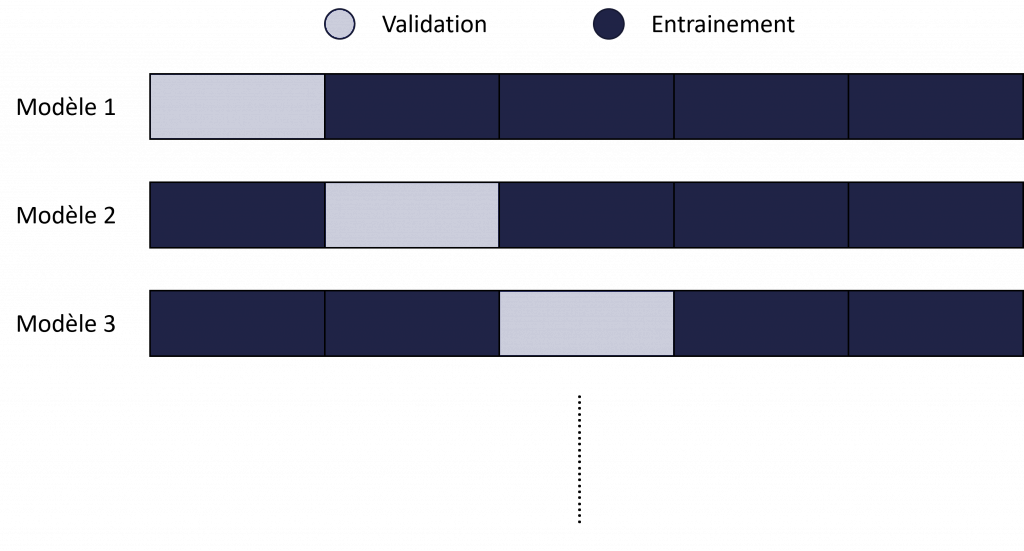 Validation Entrainement
Modèle 1
Modèle 2
Modèle 3